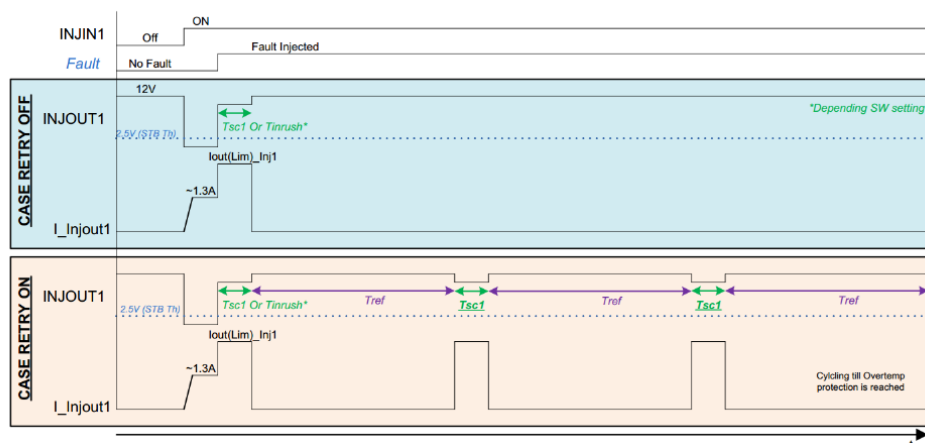 ON
INJIN1
Off
Fault
No Fault
Fault Injected
CASE RETRY OFF
12V
INJOUT1
*Depending SW setting
2.5V (STB Th)
Tsc1 Or Tinrush*
Iout(Lim)_Inj1
~1.3A
I_Injout1
CASE RETRY ON
INJOUT1
Tsc1 Or Tinrush*
Tref
Tsc1
Tref
Tsc1
Tref
2.5V (STB Th)
Iout(Lim)_Inj1
~1.3A
Cylcling till Overtemp
protection is reached
I_Injout1